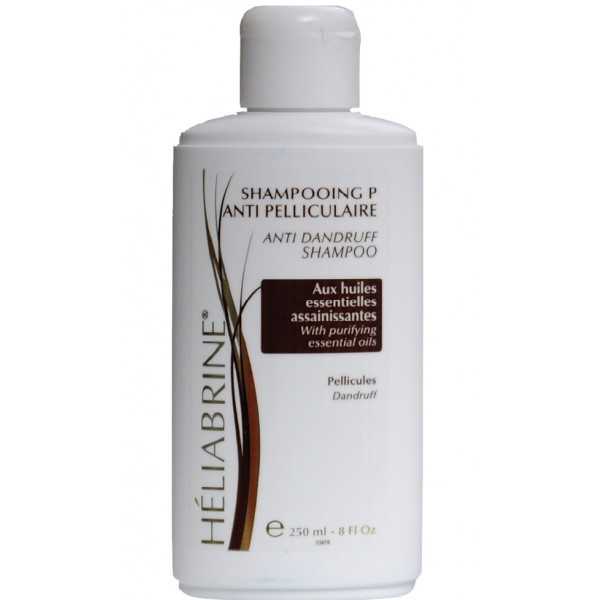 SHAMPOOING P
ANTI PELLICULAIRE
ANTI DANDRUFF
SHAMPOO
Aux huiles
essentielles
assainissantes
With purifying
essential oils
Pellicules
Dandruff
HÉLIABRINE®
℮ 250 ml - 8 Fl Oz